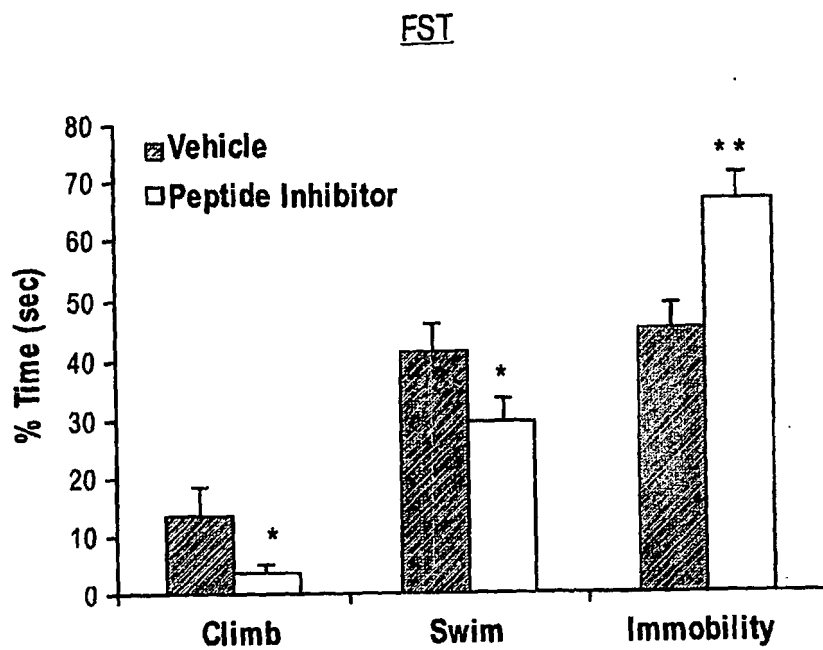 FST
80
70
60
50
40
30
20
10
0
% Time (sec)
Vehicle
Peptide Inhibitor
*
*
**
Climb
Swim
Immobility